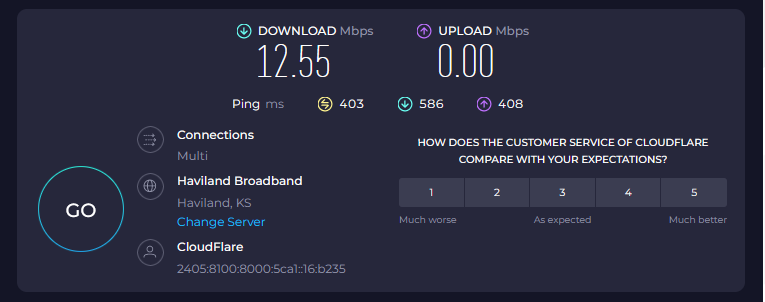 DOWNLOAD Mbps
12.55
UPLOAD Mbps
0.00
Ping ms 403 586 408
Connections
Multi
Haviland Broadband
Haviland, KS
Change Server
CloudFlare
2405:8100:8000:5ca1::16:b235
GO
HOW DOES THE CUSTOMER SERVICE OF CLOUDFLARE
COMPARE WITH YOUR EXPECTATIONS?
1 2 3 4 5
Much worse As expected Much better